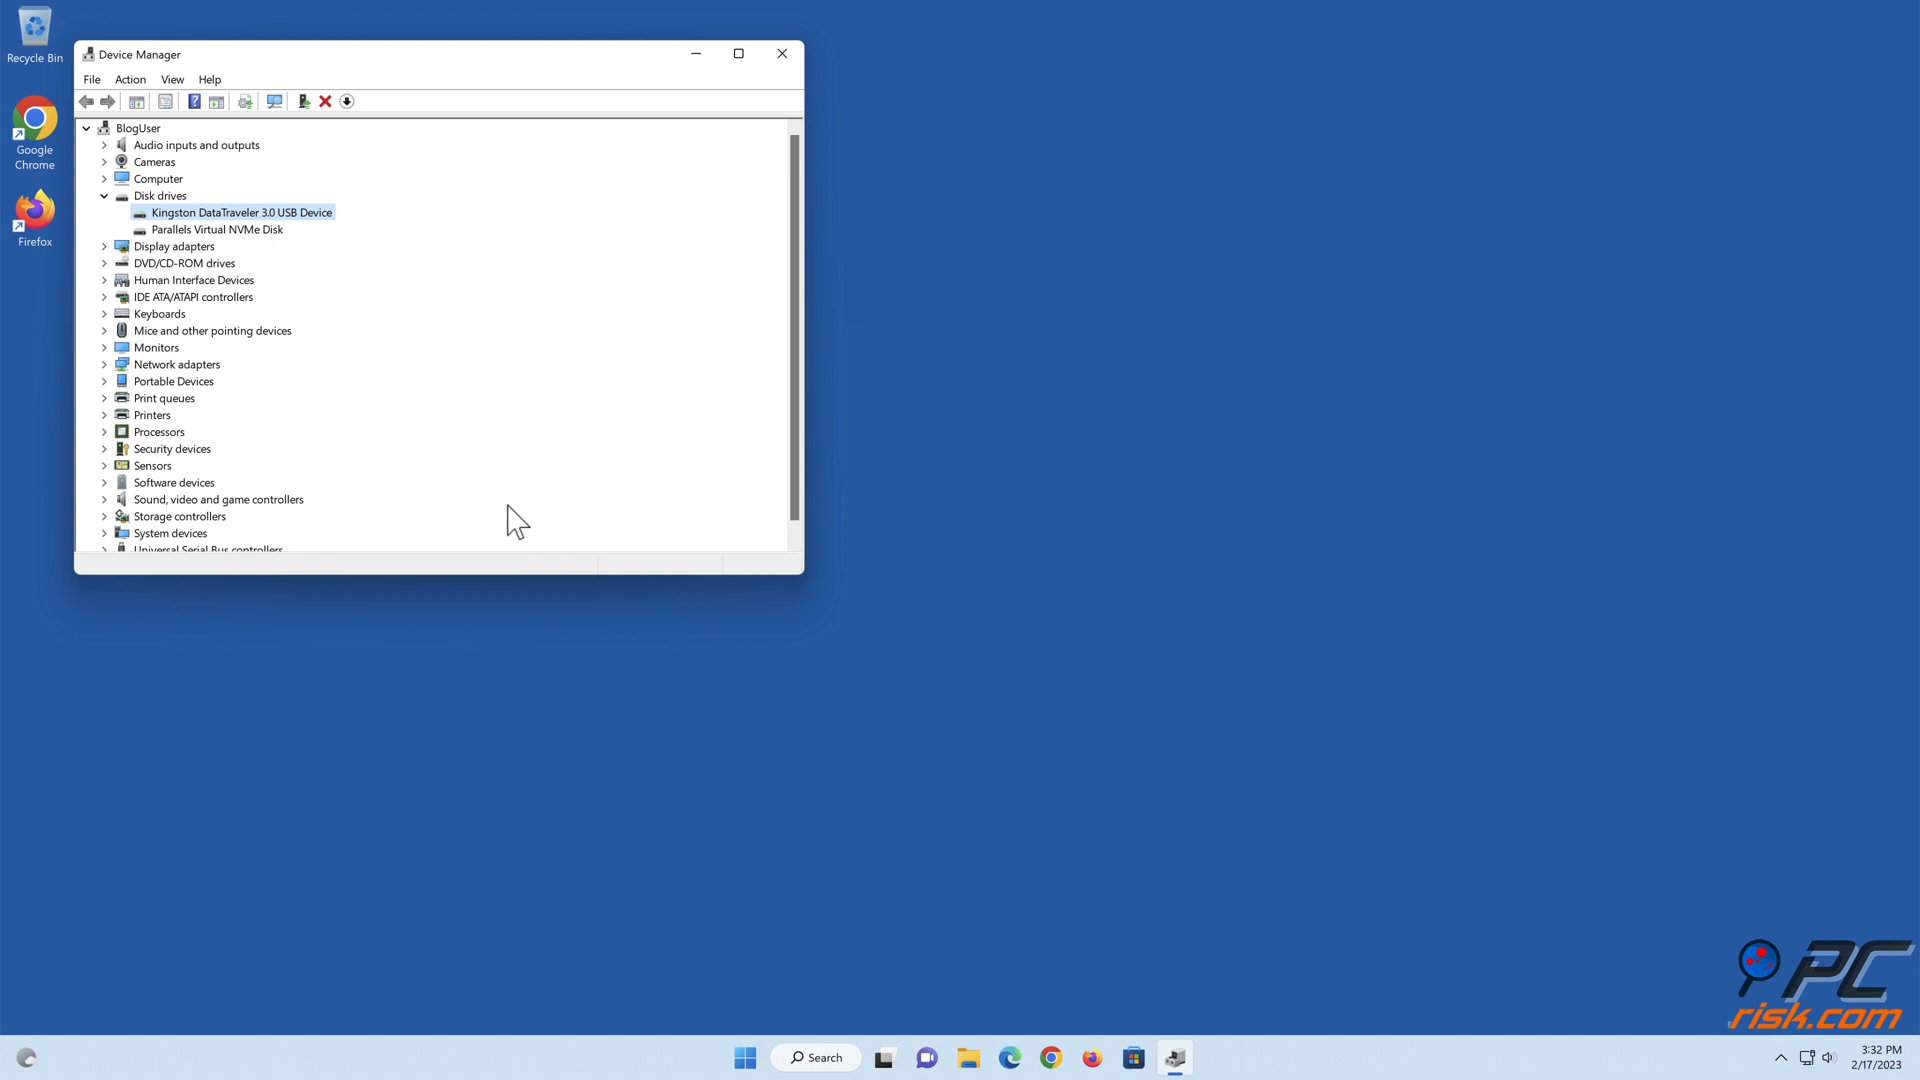 Recycle Bin
Google
Chrome
Firefox
Device Manager
File Action View Help
BlogUser
Audio inputs and outputs
Cameras
Computer
Disk drives
Kingston DataTraveler 3.0 USB Device
Parallels Virtual NVMe Disk
Display adapters
DVD/CD-ROM drives
Human Interface Devices
IDE ATA/ATAPI controllers
Keyboards
Mice and other pointing devices
Monitors
Network adapters
Portable Devices
Print queues
Printers
Processors
Security devices
Sensors
Software devices
Sound, video and game controllers
Storage controllers
System devices
Universal Serial Bus controllers
PC
risk.com
Search
3:32 PM
2/17/2023